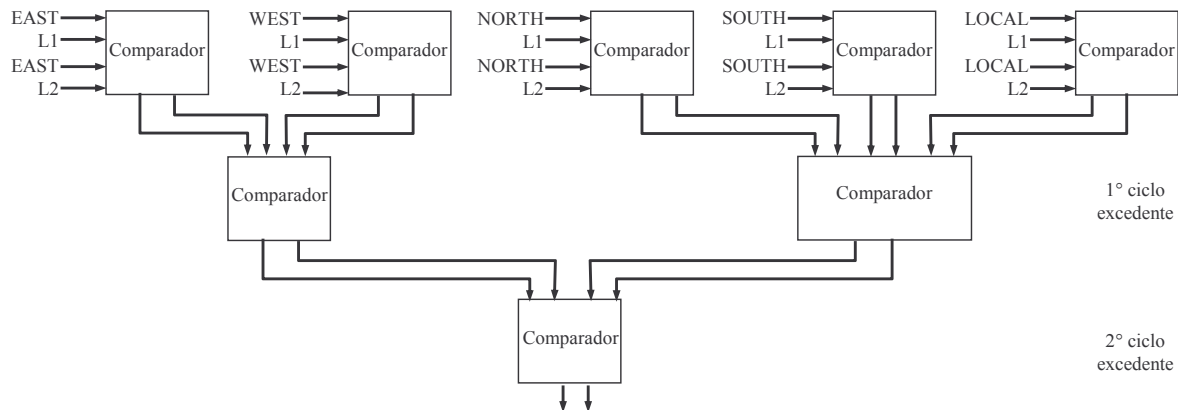 EAST
L1
EAST
L2
Comparador
WEST
L1
WEST
L2
Comparador
NORTH
L1
NORTH
L2
Comparador
SOUTH
L1
SOUTH
L2
Comparador
LOCAL
L1
LOCAL
L2
Comparador
Comparador
Comparador
1° ciclo
excedente
Comparador
2° ciclo
excedente